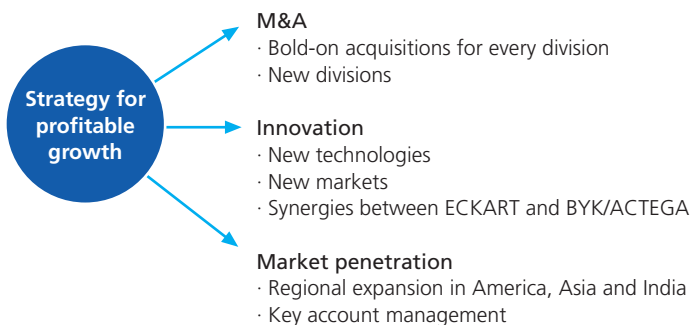 M&A
· Bold-on acquisitions for every division
· New divisions
Strategy for
profitable
growth
Innovation
· New technologies
· New markets
· Synergies between ECKART and BYK/ACTEGA
Market penetration
· Regional expansion in America, Asia and India
· Key account management